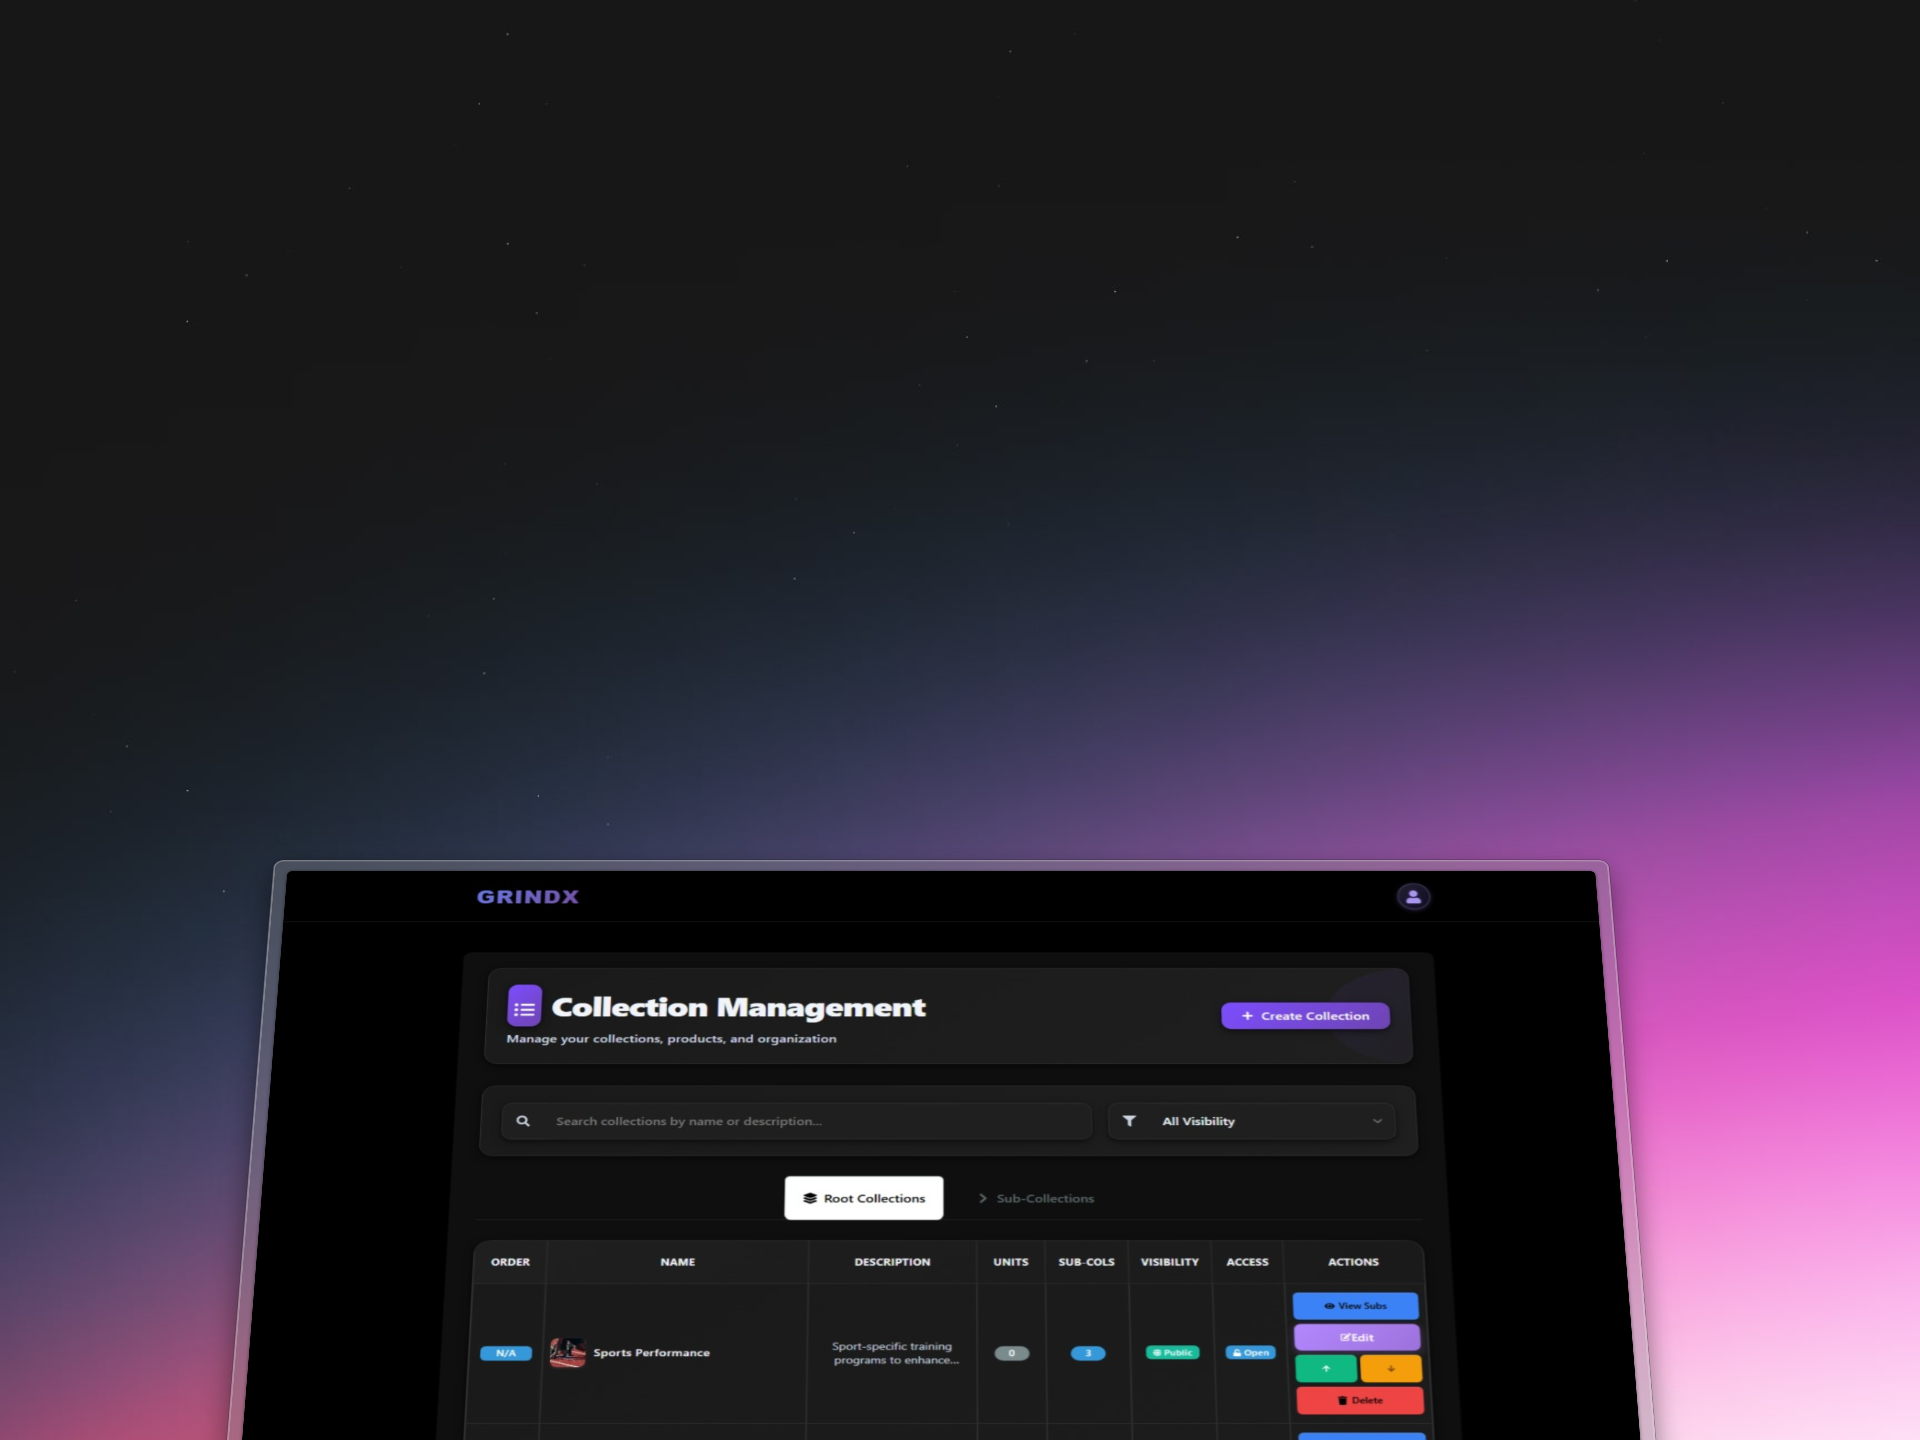 GRINDX
Collection Management
Manage your collections, products, and organization
+ Create Collection
Search collections by name or description...
All Visibility
Root Collections
Sub-Collections
ORDER NAME DESCRIPTION UNITS SUB-COLS VISIBILITY ACCESS ACTIONS
N/A
Sports Performance
Sport-specific training
programs to enhance...
0
3
Public
Open
View Subs
Edit
Delete